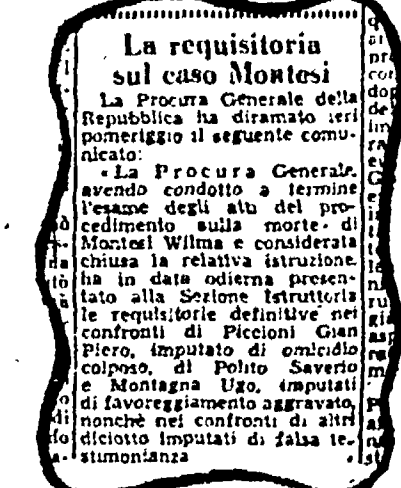 La requisitoria
sul caso Montesi
La Procura Generale della
Repubblica ha diramato ieri
pomeriggio il seguente comu-
nicato:
« La Procura Generale,
avendo condotto a termine
l'esame degli atti del pro-
cedimento sulla morte di
Montesi Wilma e considerata
chiusa la relativa istruzione
ha in data odierna presen-
tato alla Sezione Istruttoria
le requisitorie definitive nei
confronti di Piccioni Gian
Piero, imputato di omicidio
colposo, di Polito Saverio
e Montagna Ugo, imputati
di favoreggiamento aggravato,
nonchè nei confronti di altri
diciotto imputati di falsa te-
stimonianza